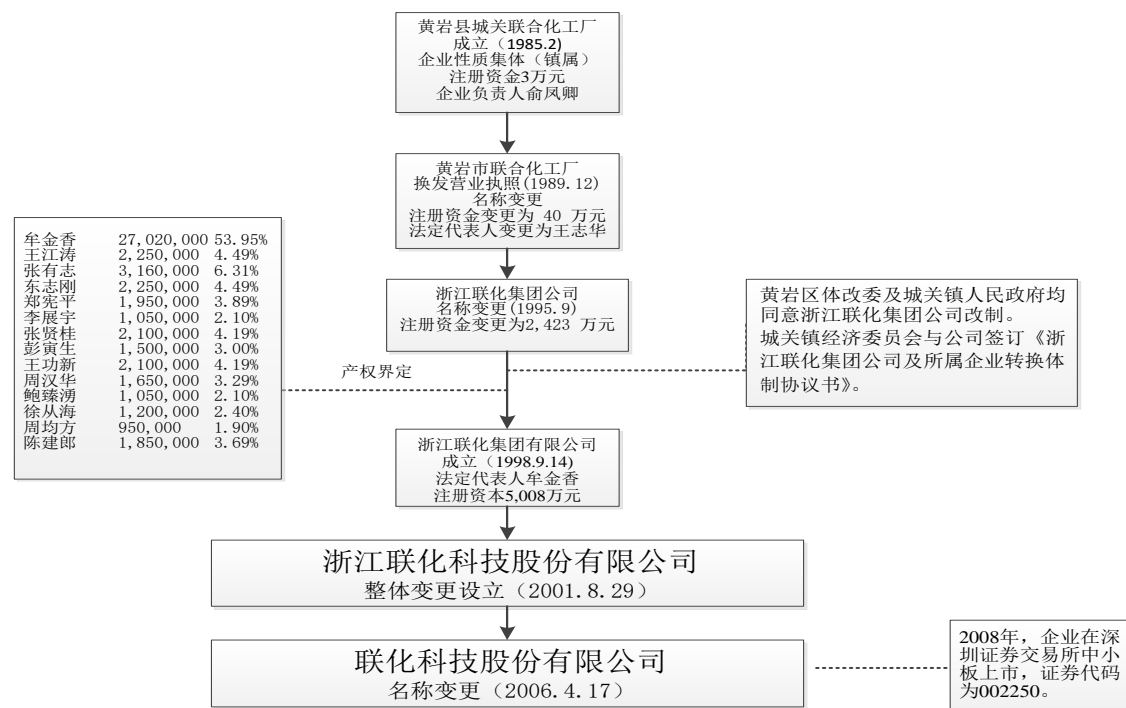 黄岩县城关联合化工厂
成立（1985.2)
企业性质集体（镇属）
注册资金3万元
企业负责人俞凤卿
黄岩市联合化工厂
换发营业执照(1989.12)
名称变更
注册资金变更为 40 万元
法定代表人变更为王志华
牟金香 27,020,000 53.95%
王江涛 2,250,000 4.49%
张有志 3,160,000 6.31%
东志刚 2,250,000 4.49%
郑宪平 1,950,000 3.89%
李展宇 1,050,000 2.10%
张贤桂 2,100,000 4.19%
彭寅生 1,500,000 3.00%
王功新 2,100,000 4.19%
周汉华 1,650,000 3.29%
鲍臻湧 1,050,000 2.10%
徐从海 1,200,000 2.40%
周均方 950,000 1.90%
陈建郎 1,850,000 3.69%
浙江联化集团公司
名称变更(1995.9)
注册资金变更为2,423 万元
黄岩区体改委及城关镇人民政府均
同意浙江联化集团公司改制。
城关镇经济委员会与公司签订《浙
江联化集团公司及所属企业转换体
制协议书》。
产权界定
浙江联化集团有限公司
成立（1998.9.14)
法定代表人牟金香
注册资本5,008万元
浙江联化科技股份有限公司
整体变更设立（2001.8.29）
联化科技股份有限公司
名称变更（2006.4.17）
2008年，企业在深
圳证券交易所中小
板上市，证券代码
为002250。